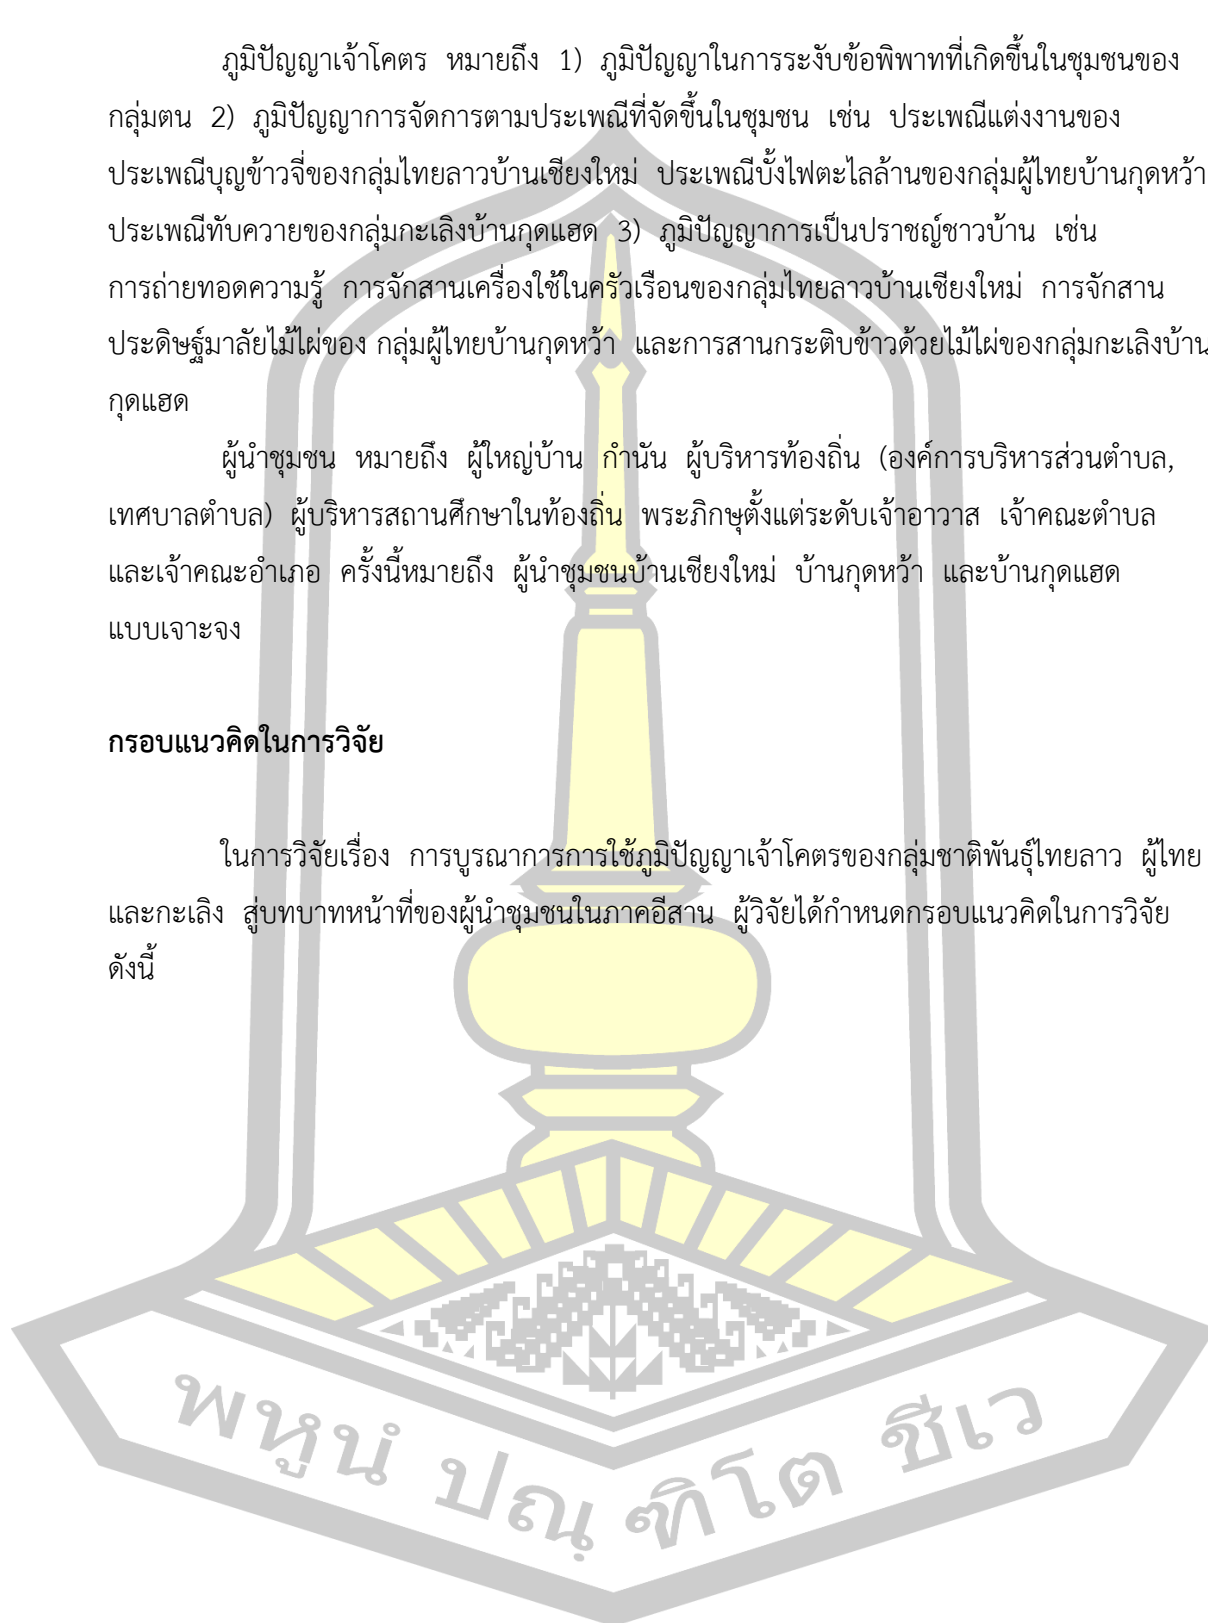 ภูมิปัญญาเจ้าโคตร หมายถึง 1) ภูมิปัญญาในการระงับข้อพิพาทที่เกิดขึ้นในชุมชนของ
กลุ่มตน 2) ภูมิปัญญาการจัดการตามประเพณีที่จัดขึ้นในชุมชน เช่น ประเพณีแต่งงานของ
ประเพณีบุญข้าวจี่ของกลุ่มไทยลาวบ้านเชียงใหม่ ประเพณีบั้งไฟตะไลล้านของกลุ่มผู้ไทยบ้านกุดหว้า
ประเพณีทับควายของกลุ่มกะเลิงบ้านกุดแฮด 3) ภูมิปัญญาการเป็นปราชญ์ชาวบ้าน เช่น
การถ่ายทอดความรู้ การจักสานเครื่องใช้ในครัวเรือนของกลุ่มไทยลาวบ้านเชียงใหม่ การจักสาน
ประดิษฐ์มาลัยไม้ไผ่ของ กลุ่มผู้ไทยบ้านกุดหว้า และการสานกระติบข้าวด้วยไม้ไผ่ของกลุ่มกะเลิงบ้าน
กุดแฮด
ผู้นำชุมชน หมายถึง ผู้ใหญ่บ้าน กำนัน ผู้บริหารท้องถิ่น (องค์การบริหารส่วนตำบล,
เทศบาลตำบล) ผู้บริหารสถานศึกษาในท้องถิ่น พระภิกษุตั้งแต่ระดับเจ้าอาวาส เจ้าคณะตำบล
และเจ้าคณะอำเภอ ครั้งนี้หมายถึง ผู้นำชุมชนบ้านเชียงใหม่ บ้านกุดหว้า และบ้านกุดแฮด
แบบเจาะจง
กรอบแนวคิดในการวิจัย
ในการวิจัยเรื่อง การบูรณาการการใช้ภูมิปัญญาเจ้าโคตรของกลุ่มชาติพันธุ์ไทยลาว ผู้ไทย
และกะเลิง สู่บทบาทหน้าที่ของผู้นำชุมชนในภาคอีสาน ผู้วิจัยได้กำหนดกรอบแนวคิดในการวิจัย
ดังนี้
พหูนํ ปณฺฑิโต ชีเว